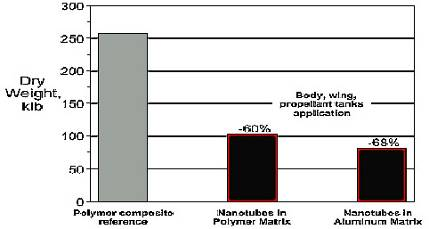 300
250
200
150
100
50
0
Dry
Weight,
klb
Body, wing,
propellant tanks
application
-60%
-68%
Polymer composite
reference
Nanotubes in
Polymer Matrix
Nanotubes in
Aluminum Matrix